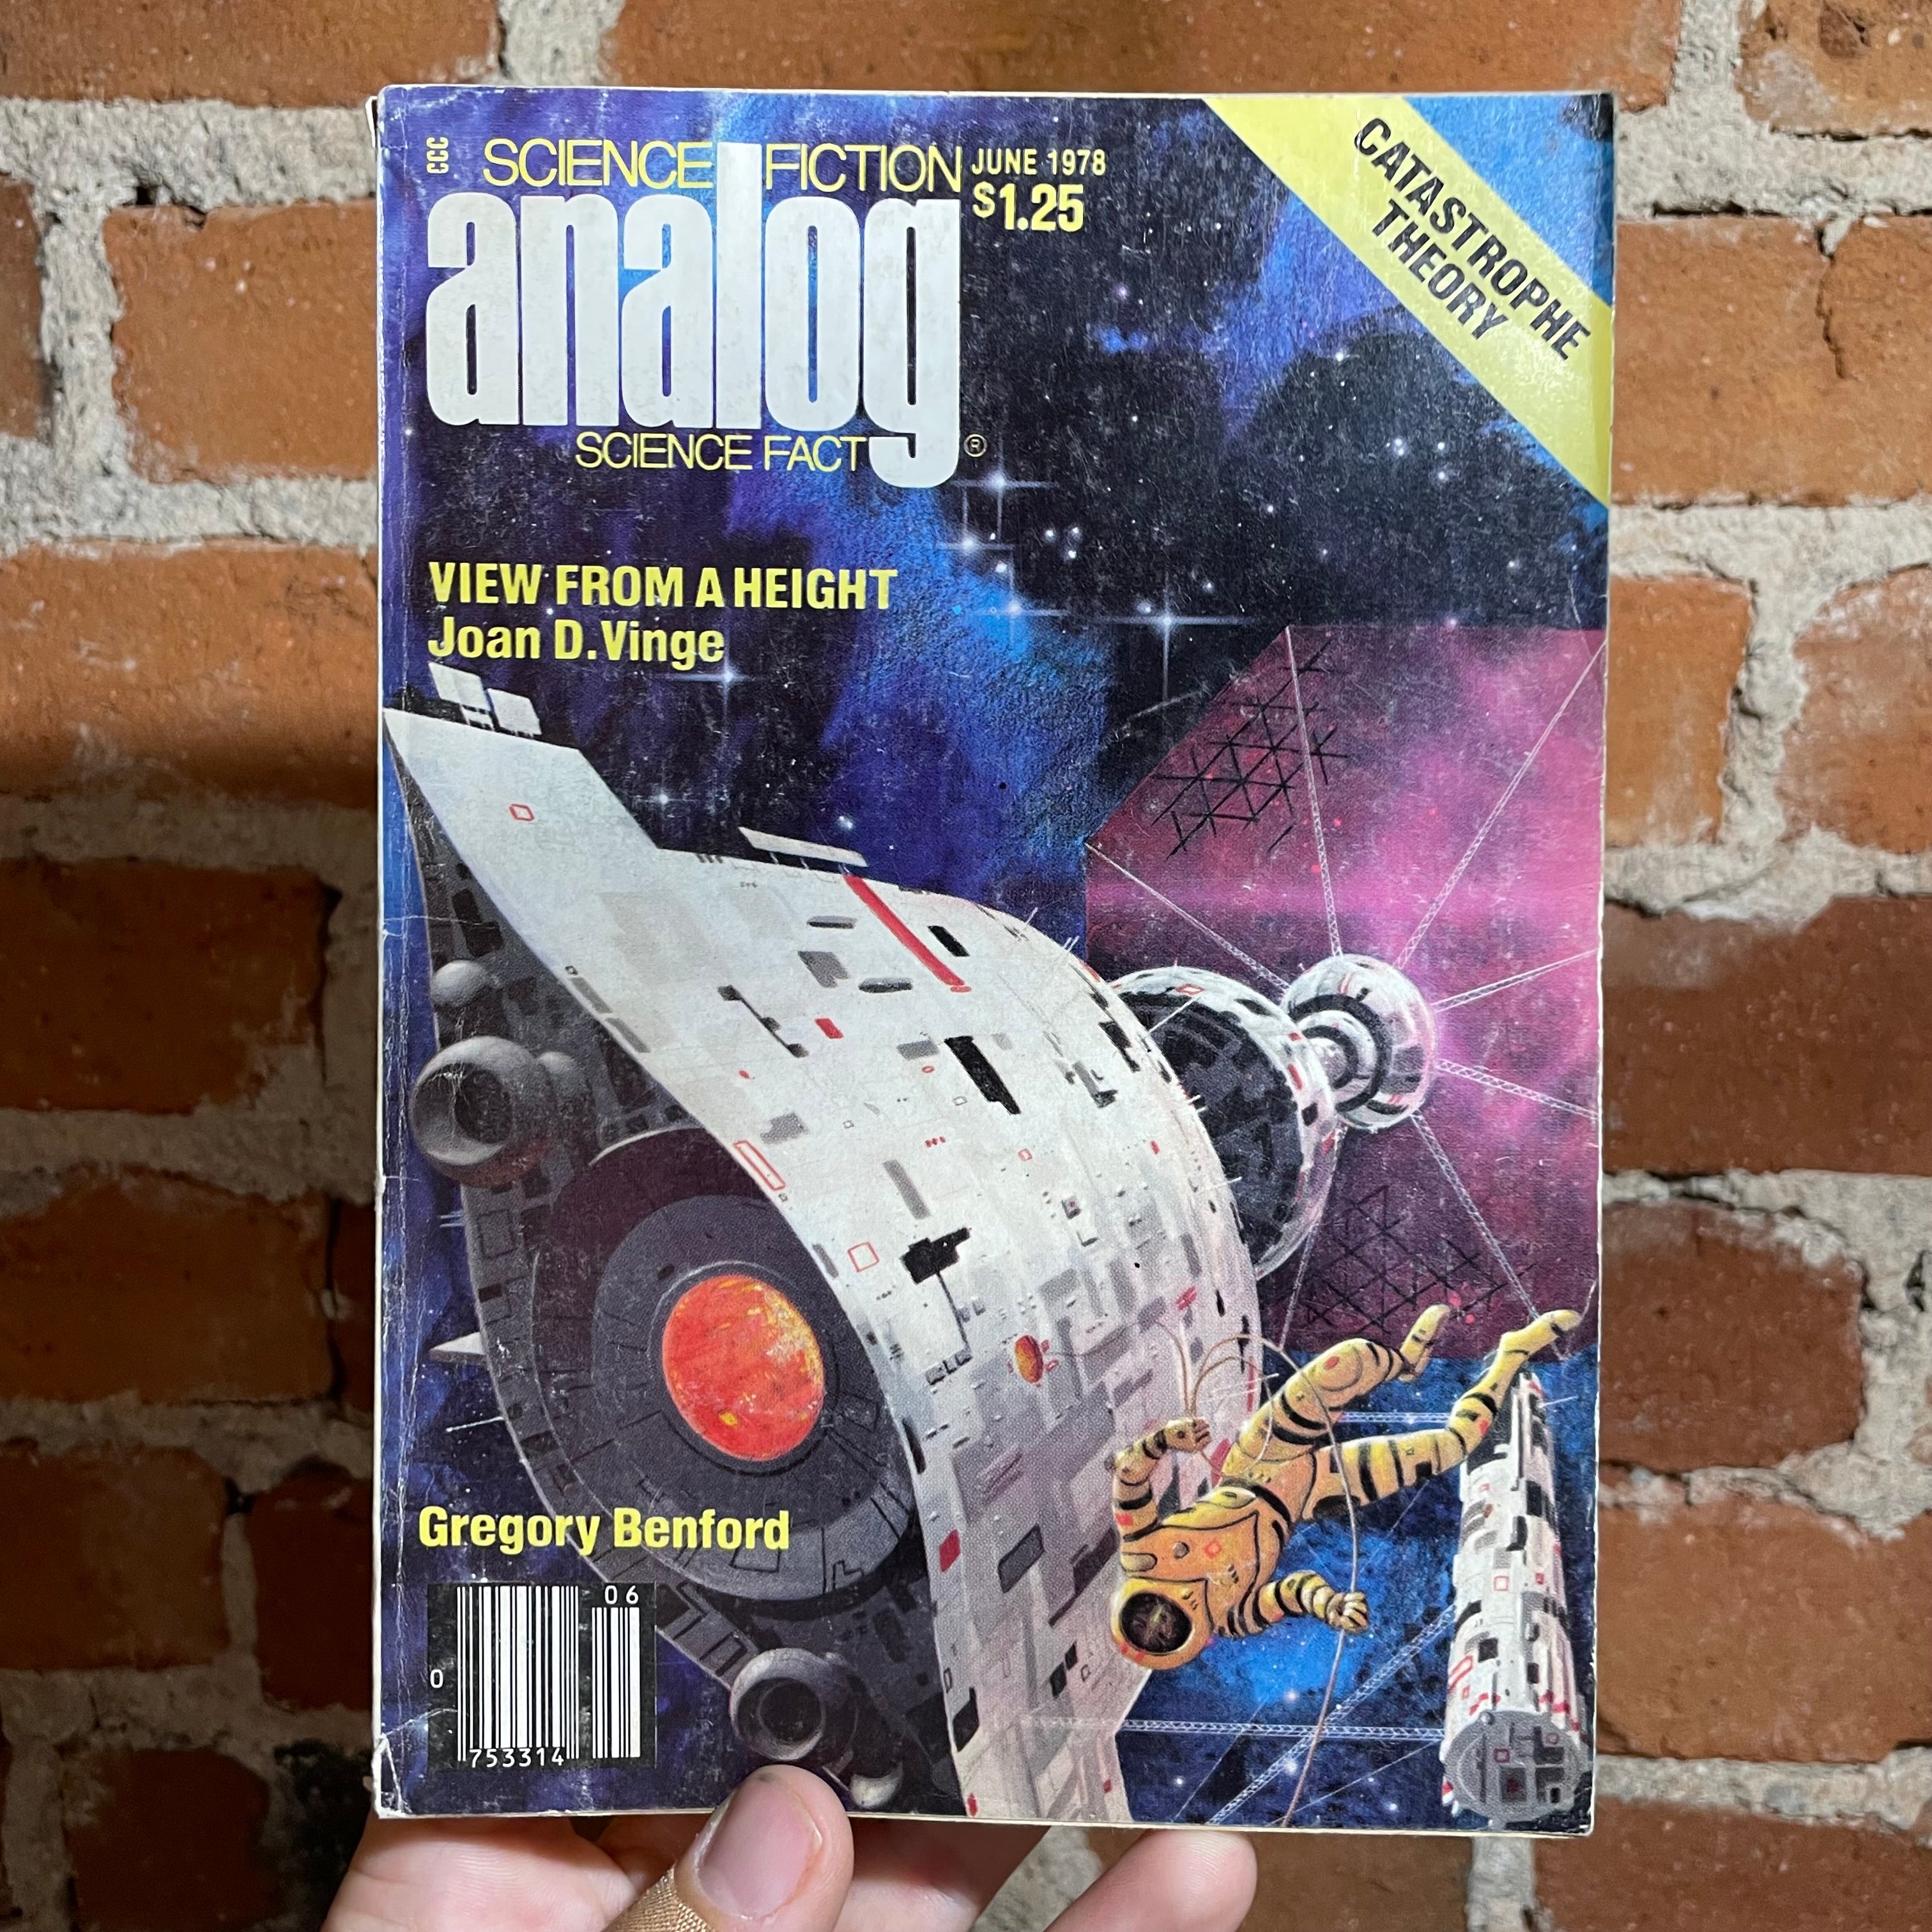 CCC
SCIENCE FICTION
JUNE 1978
$1.25
analog
SCIENCE FACT
®
CATASTROPHE
THEORY
VIEW FROM A HEIGHT
Joan D. Vinge
Gregory Benford
06
0
753314